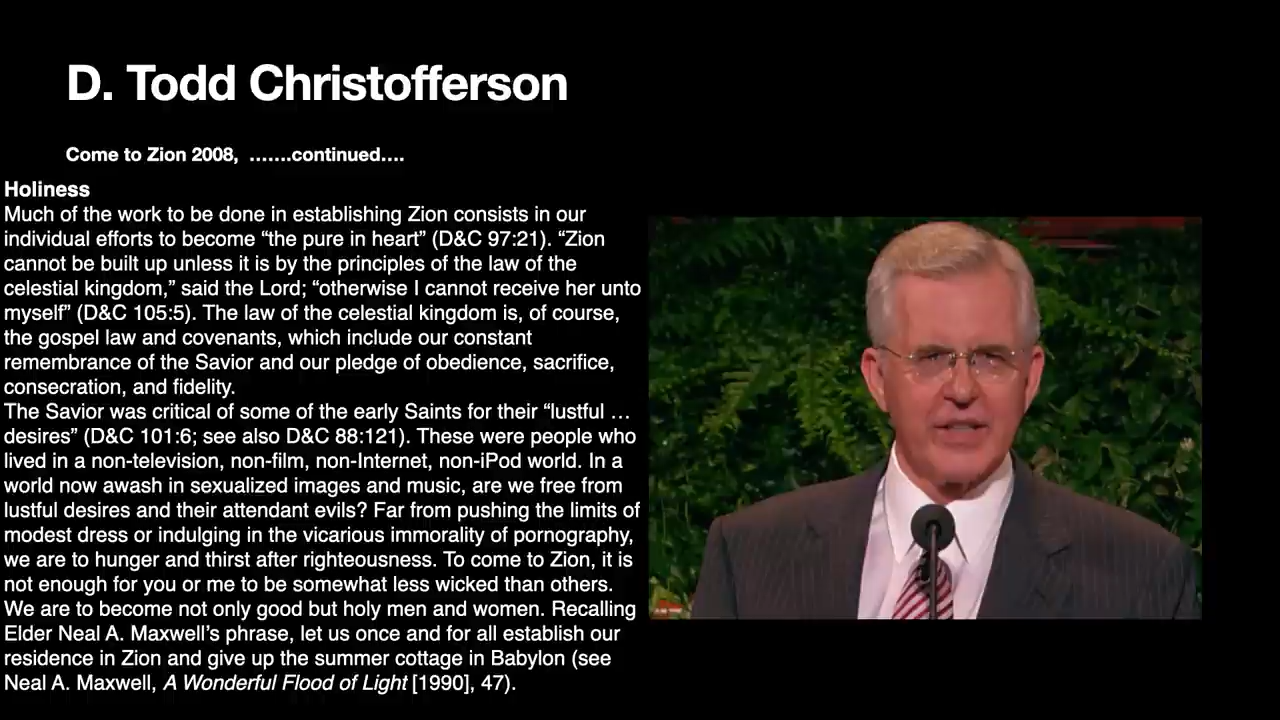 D. Todd Christofferson
Come to Zion 2008,  …….continued….
Holiness
Much of the work to be done in establishing Zion consists in our
individual efforts to become “the pure in heart” (D&C 97:21). “Zion
cannot be built up unless it is by the principles of the law of the
celestial kingdom,” said the Lord; “otherwise I cannot receive her unto
myself” (D&C 105:5). The law of the celestial kingdom is, of course,
the gospel law and covenants, which include our constant
remembrance of the Savior and our pledge of obedience, sacrifice,
consecration, and fidelity.
The Savior was critical of some of the early Saints for their “lustful …
desires” (D&C 101:6; see also D&C 88:121). These were people who
lived in a non-television, non-film, non-Internet, non-iPod world. In a
world now awash in sexualized images and music, are we free from
lustful desires and their attendant evils? Far from pushing the limits of
modest dress or indulging in the vicarious immorality of pornography,
we are to hunger and thirst after righteousness. To come to Zion, it is
not enough for you or me to be somewhat less wicked than others.
We are to become not only good but holy men and women. Recalling
Elder Neal A. Maxwell’s phrase, let us once and for all establish our
residence in Zion and give up the summer cottage in Babylon (see
Neal A. Maxwell, A Wonderful Flood of Light [1990], 47).